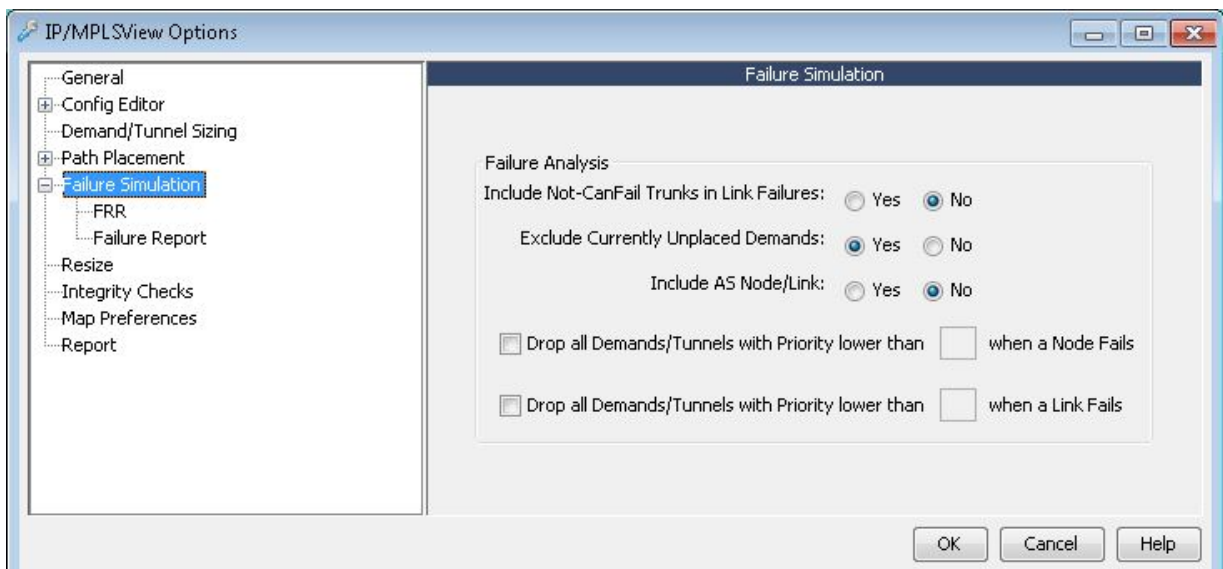 IP/MPLSView Options
General
Config Editor
Demand/Tunnel Sizing
Path Placement
Failure Simulation
FRR
Failure Report
Resize
Integrity Checks
Map Preferences
Report
Failure Simulation
Failure Analysis
Include Not-CanFail Trunks in Link Failures: Yes No
Exclude Currently Unplaced Demands: Yes No
Include AS Node/Link: Yes No
Drop all Demands/Tunnels with Priority lower than when a Node Fails
Drop all Demands/Tunnels with Priority lower than when a Link Fails
OK Cancel Help